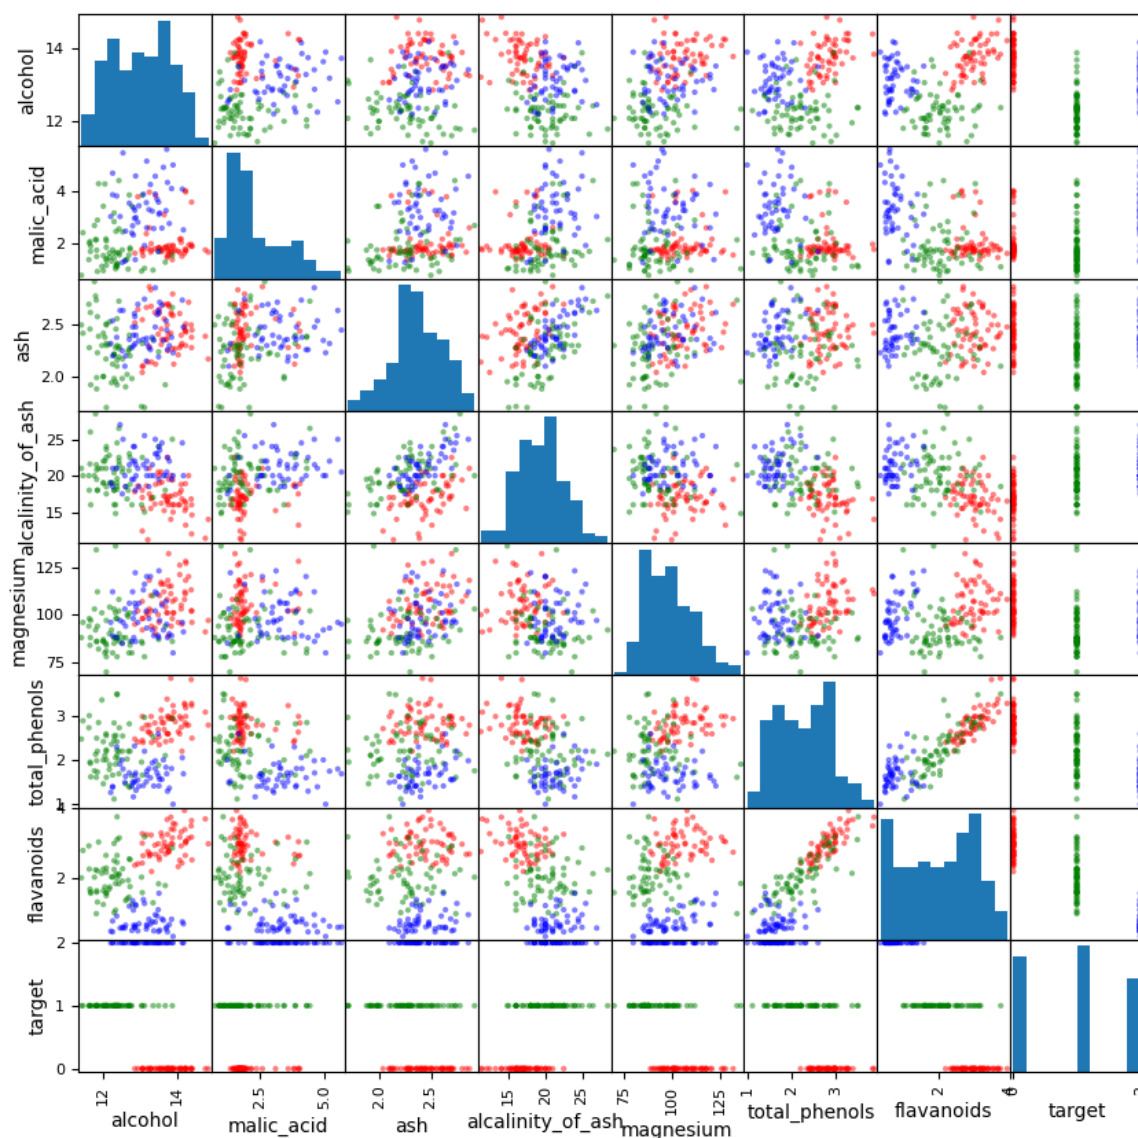 alcohol
14
12
malic_acid
4
2
ash
2.5
2.0
alcalinity_of_ash
25
20
15
magnesium
125
100
75
total_phenols
3
2
1
flavanoids
4
2
target
2
1
0
12 14
2.5 5.0
2.0 2.5
15 20 25
75 100 125
1 2 3
2 4
0 2
alcohol malic_acid ash alcalinity_of_ash magnesium total_phenols flavanoids target